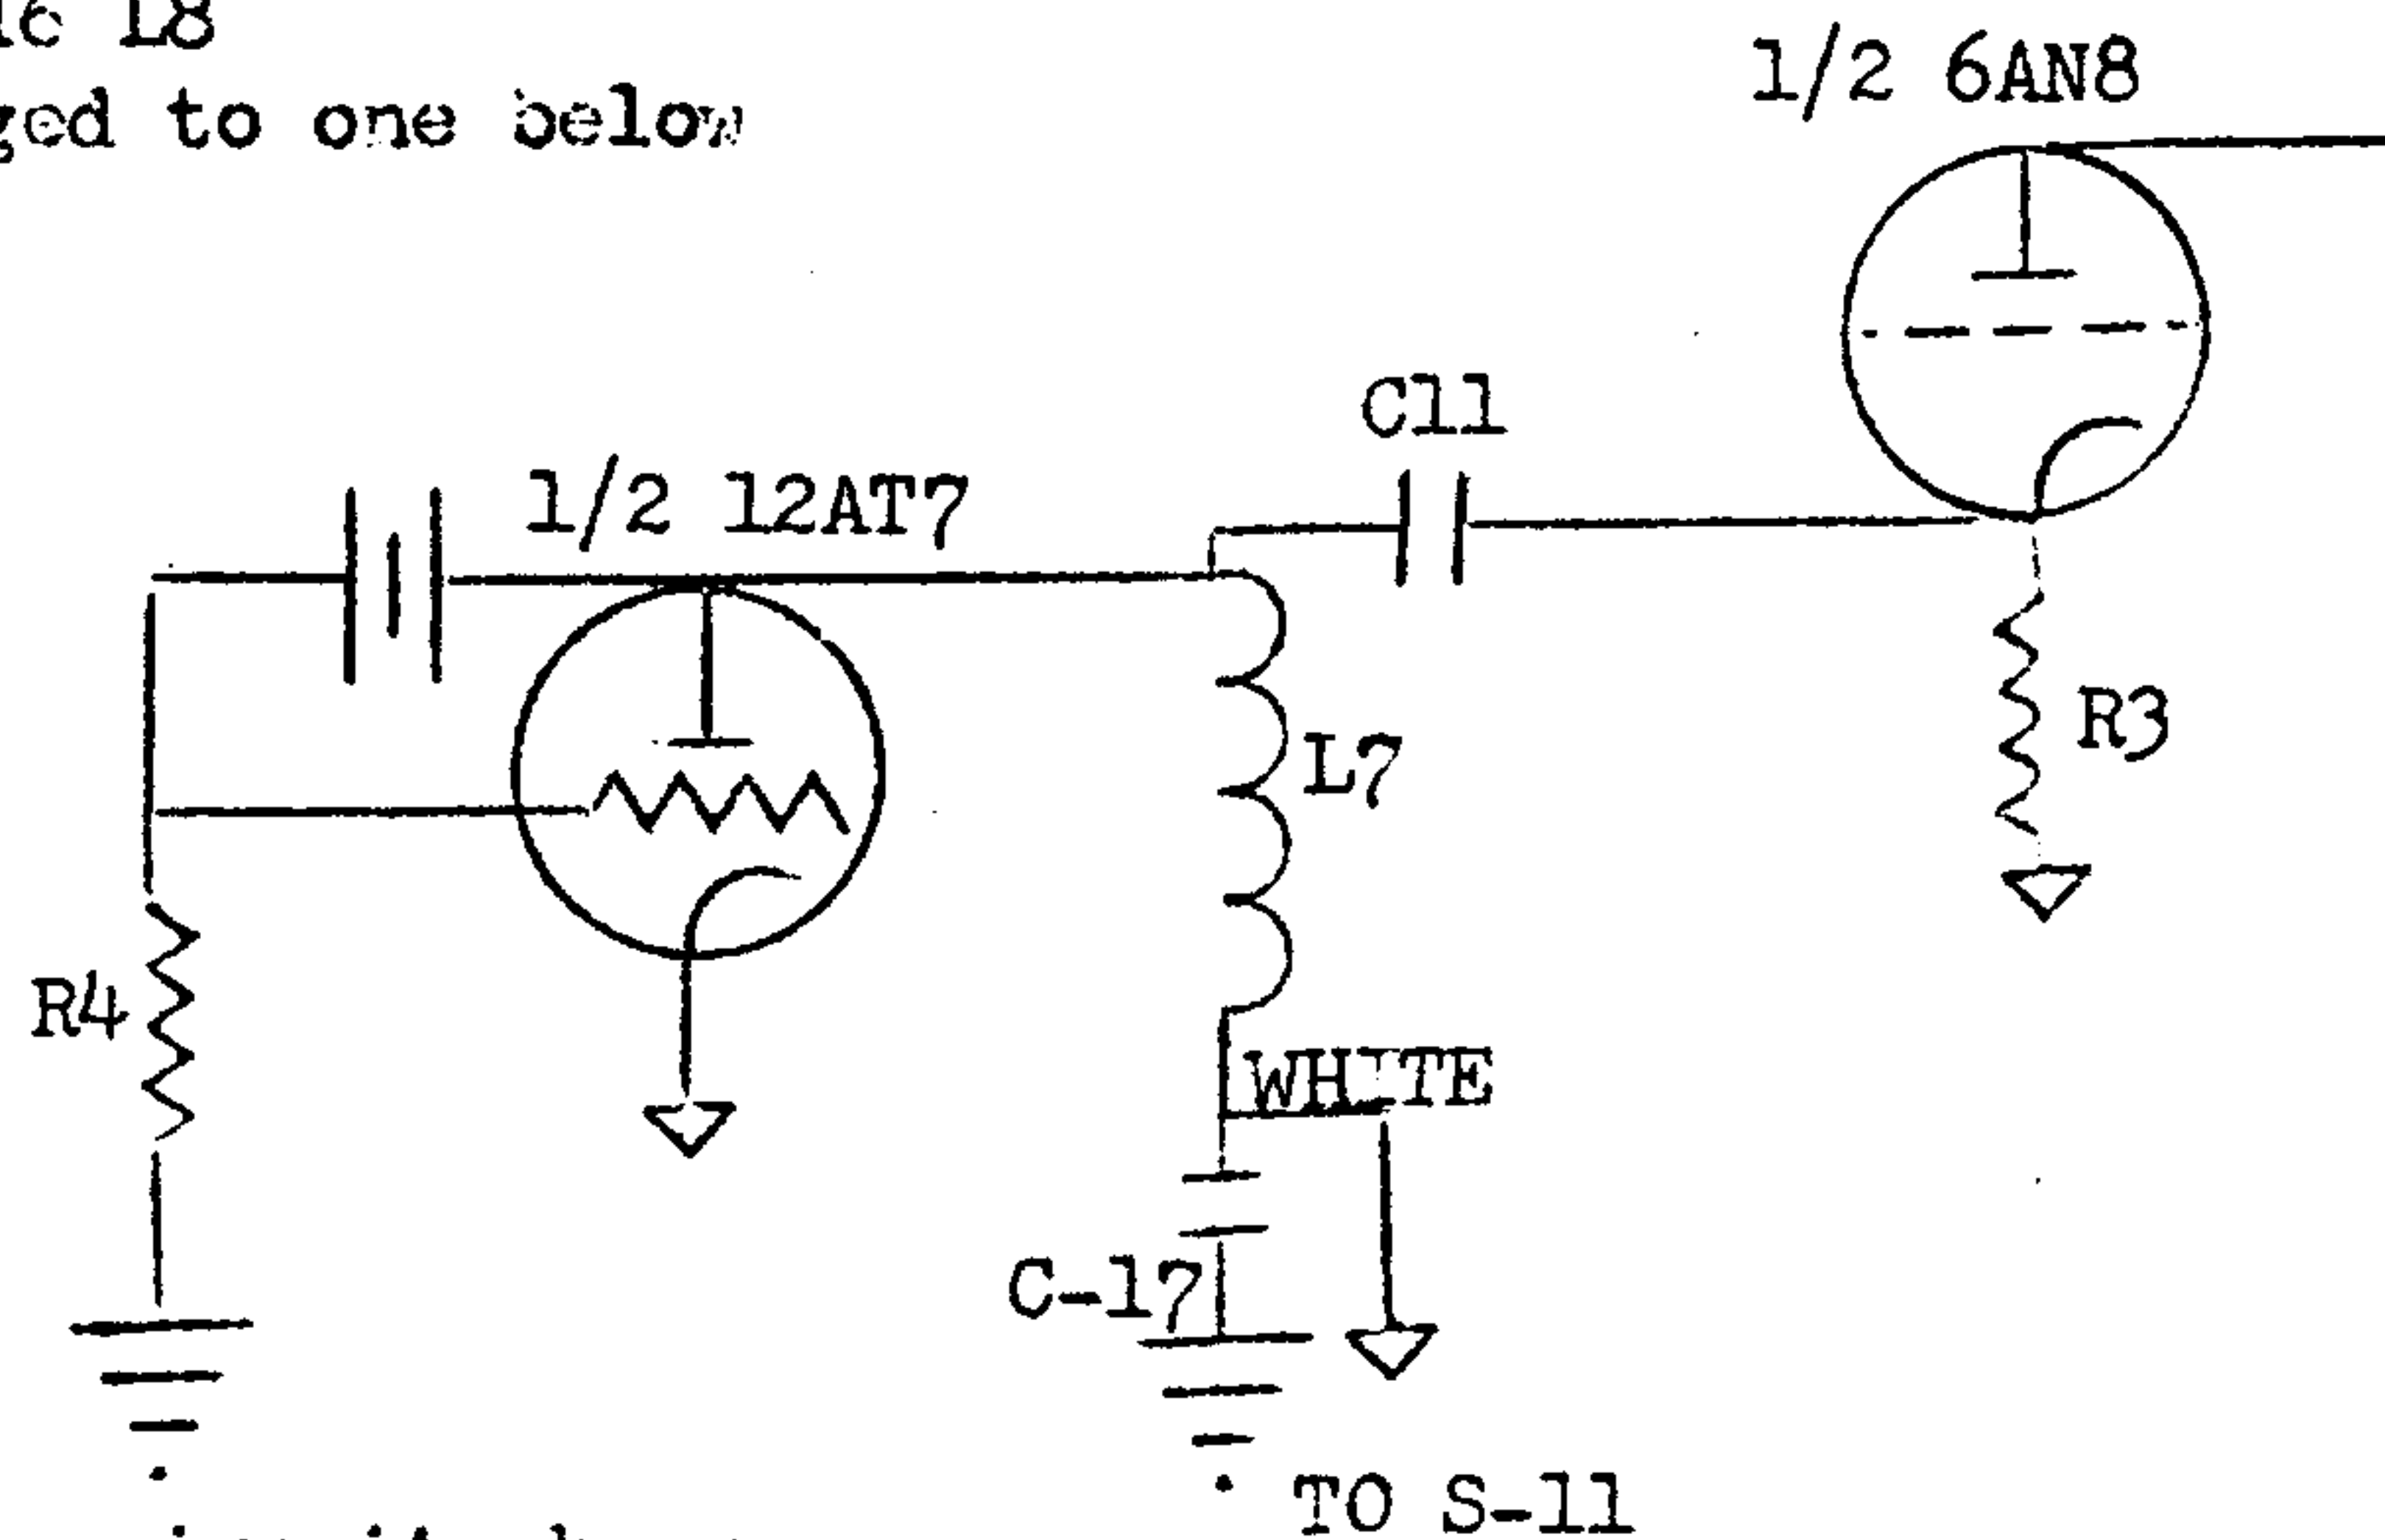 L8
to one below
1/2 6AN8
C11
1/2 12AT7
R3
L7
R4
WHITE
C-17
TO S-11